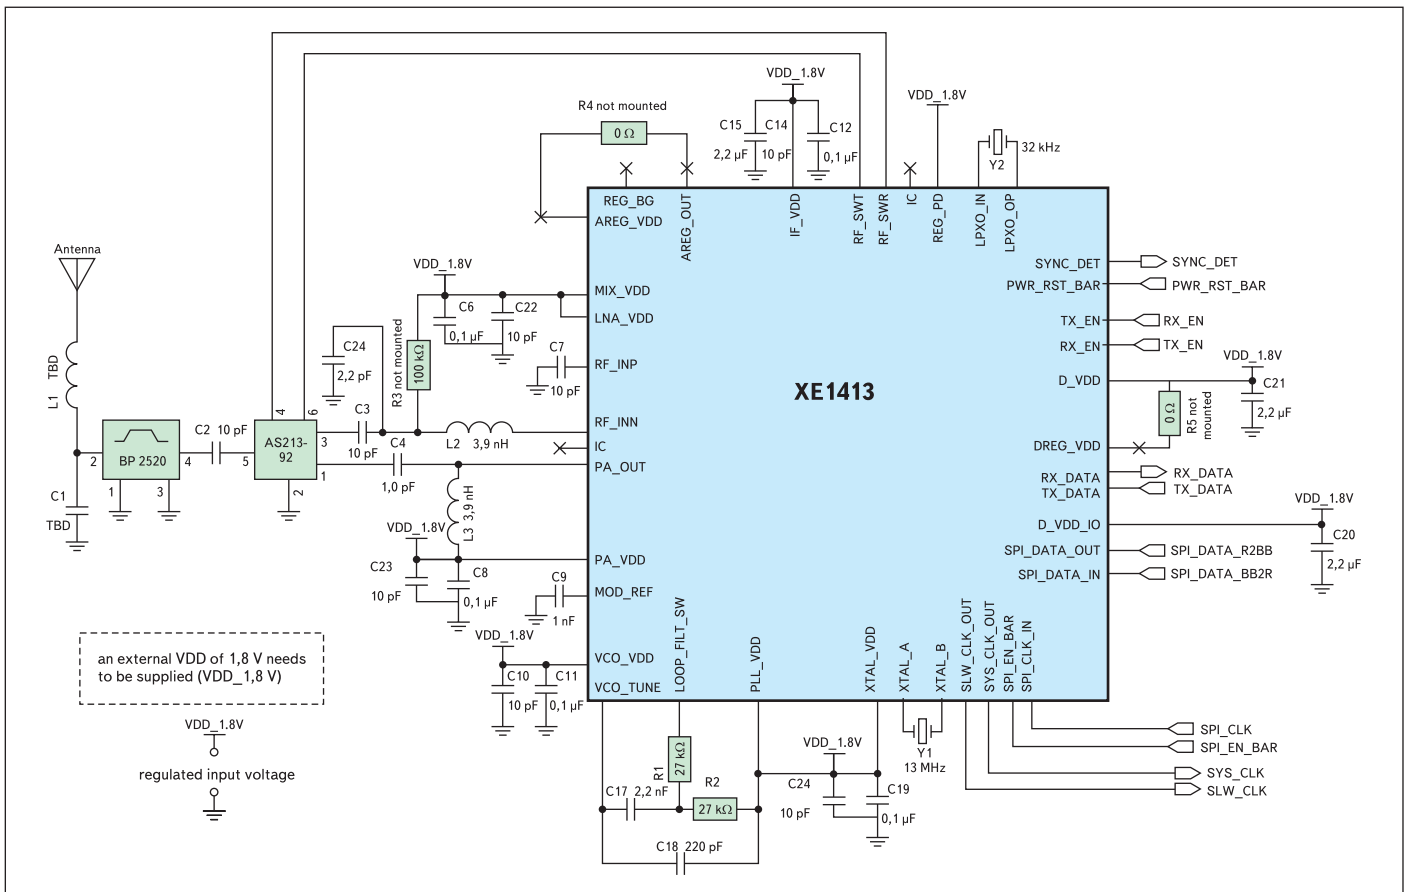 VDD_1.8V
R4 not mounted
VDD_1.8V
0 Ω
C15
C14
C12
2,2 µF
10 pF
0,1 µF
Y2
32 kHz
REG_BG
AREG_VDD
AREG_OUT
IF_VDD
RF_SWT
RF_SWR
IC
REG_PD
LPXO_IN
LPXO_OP
Antenna
VDD_1.8V
SYNC_DET
SYNC_DET
PWR_RST_BAR
PWR_RST_BAR
MIX_VDD
LNA_VDD
C6
0,1 µF
C22
10 pF
TX_EN
RX_EN
RX_EN
TX_EN
C24
2,2 pF
R3 not mounted
100 kΩ
C7
10 pF
RF_INP
VDD_1.8V
L1 TBD
XE1413
D_VDD
C21
2,2 µF
0 Ω
R5 not
mounted
4
6
C3
10 pF
C2 10 pF
RF_INN
L2 3,9 nH
IC
DREG_VDD
2
BP 2520
4
5
AS213-
92
3
1
C4
1,0 pF
PA_OUT
RX_DATA
RX_DATA
TX_DATA
TX_DATA
1
3
2
C1
TBD
L3 3,9 nH
VDD_1.8V
VDD_1.8V
D_VDD_IO
C20
2,2 µF
PA_VDD
SPI_DATA_OUT
SPI_DATA_R2BB
C23
10 pF
C8
0,1 µF
C9
1 nF
SPI_DATA_IN
SPI_DATA_BB2R
MOD_REF
VDD_1.8V
an external VDD of 1,8 V needs
to be supplied (VDD_1,8 V)
VCO_VDD
C10
10 pF
C11
0,1 µF
VCO_TUNE
LOOP_FILT_SW
PLL_VDD
XTAL_VDD
XTAL_A
XTAL_B
SLW_CLK_OUT
SYS_CLK_OUT
SPI_EN_BAR
SPI_CLK_IN
VDD_1.8V
regulated input voltage
SPI_CLK
SPI_EN_BAR
SYS_CLK
SLW_CLK
Y1
13 MHz
VDD_1.8V
R1
27 kΩ
R2
27 kΩ
C17 2,2 nF
C24
10 pF
C19
0,1 µF
C18 220 pF